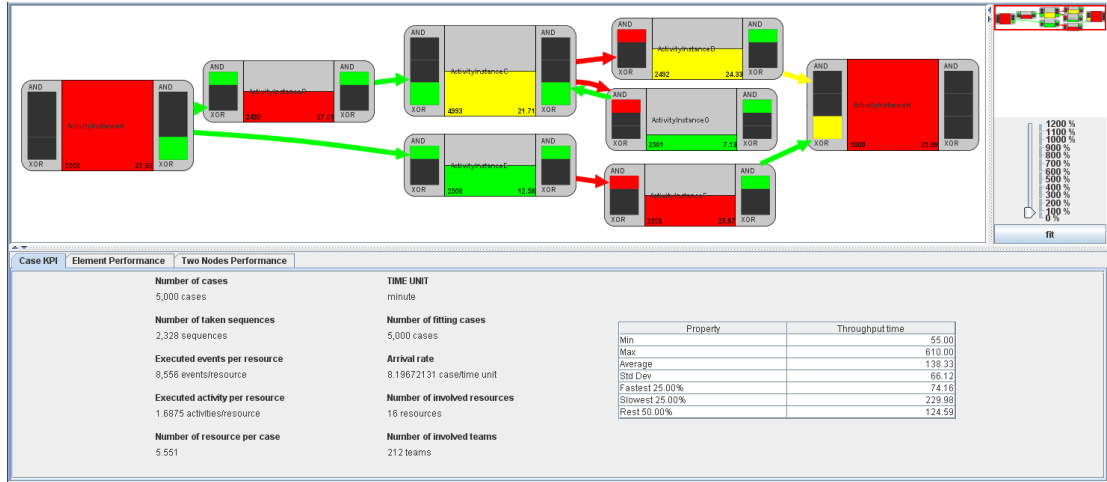 AND
AND
ActivityInstanceD
2492
24.33
XOR
XOR
AND
AND
ActivityInstanceC
4993
21.71
XOR
XOR
AND
AND
2492
37.01
XOR
XOR
AND
AND
ActivityInstanceA
5000
27.92
XOR
XOR
AND
AND
ActivityInstanceG
2501
7.13
XOR
XOR
AND
AND
ActivityInstanceH
5000
25.89
XOR
XOR
AND
AND
ActivityInstanceE
2508
12.58
XOR
XOR
AND
AND
ActivityInstanceF
2508
25.67
XOR
XOR
1200 %
1100 %
1000 %
900 %
800 %
700 %
600 %
500 %
400 %
300 %
200 %
100 %
0 %
fit
Case KPI Element Performance Two Nodes Performance
Number of cases TIME UNIT
5,000 cases minute
Number of taken sequences Number of fitting cases
2,328 sequences 5,000 cases
Executed events per resource Arrival rate
8,556 events/resource 8.19672131 case/time unit
Executed activity per resource Number of involved resources
1.6875 activities/resource 16 resources
Number of resource per case Number of involved teams
5.551 212 teams
Property Throughput time
Min 55.00
Max 610.00
Average 138.33
Std Dev 66.12
Fastest 25.00% 74.16
Slowest 25.00% 229.98
Rest 50.00% 124.59